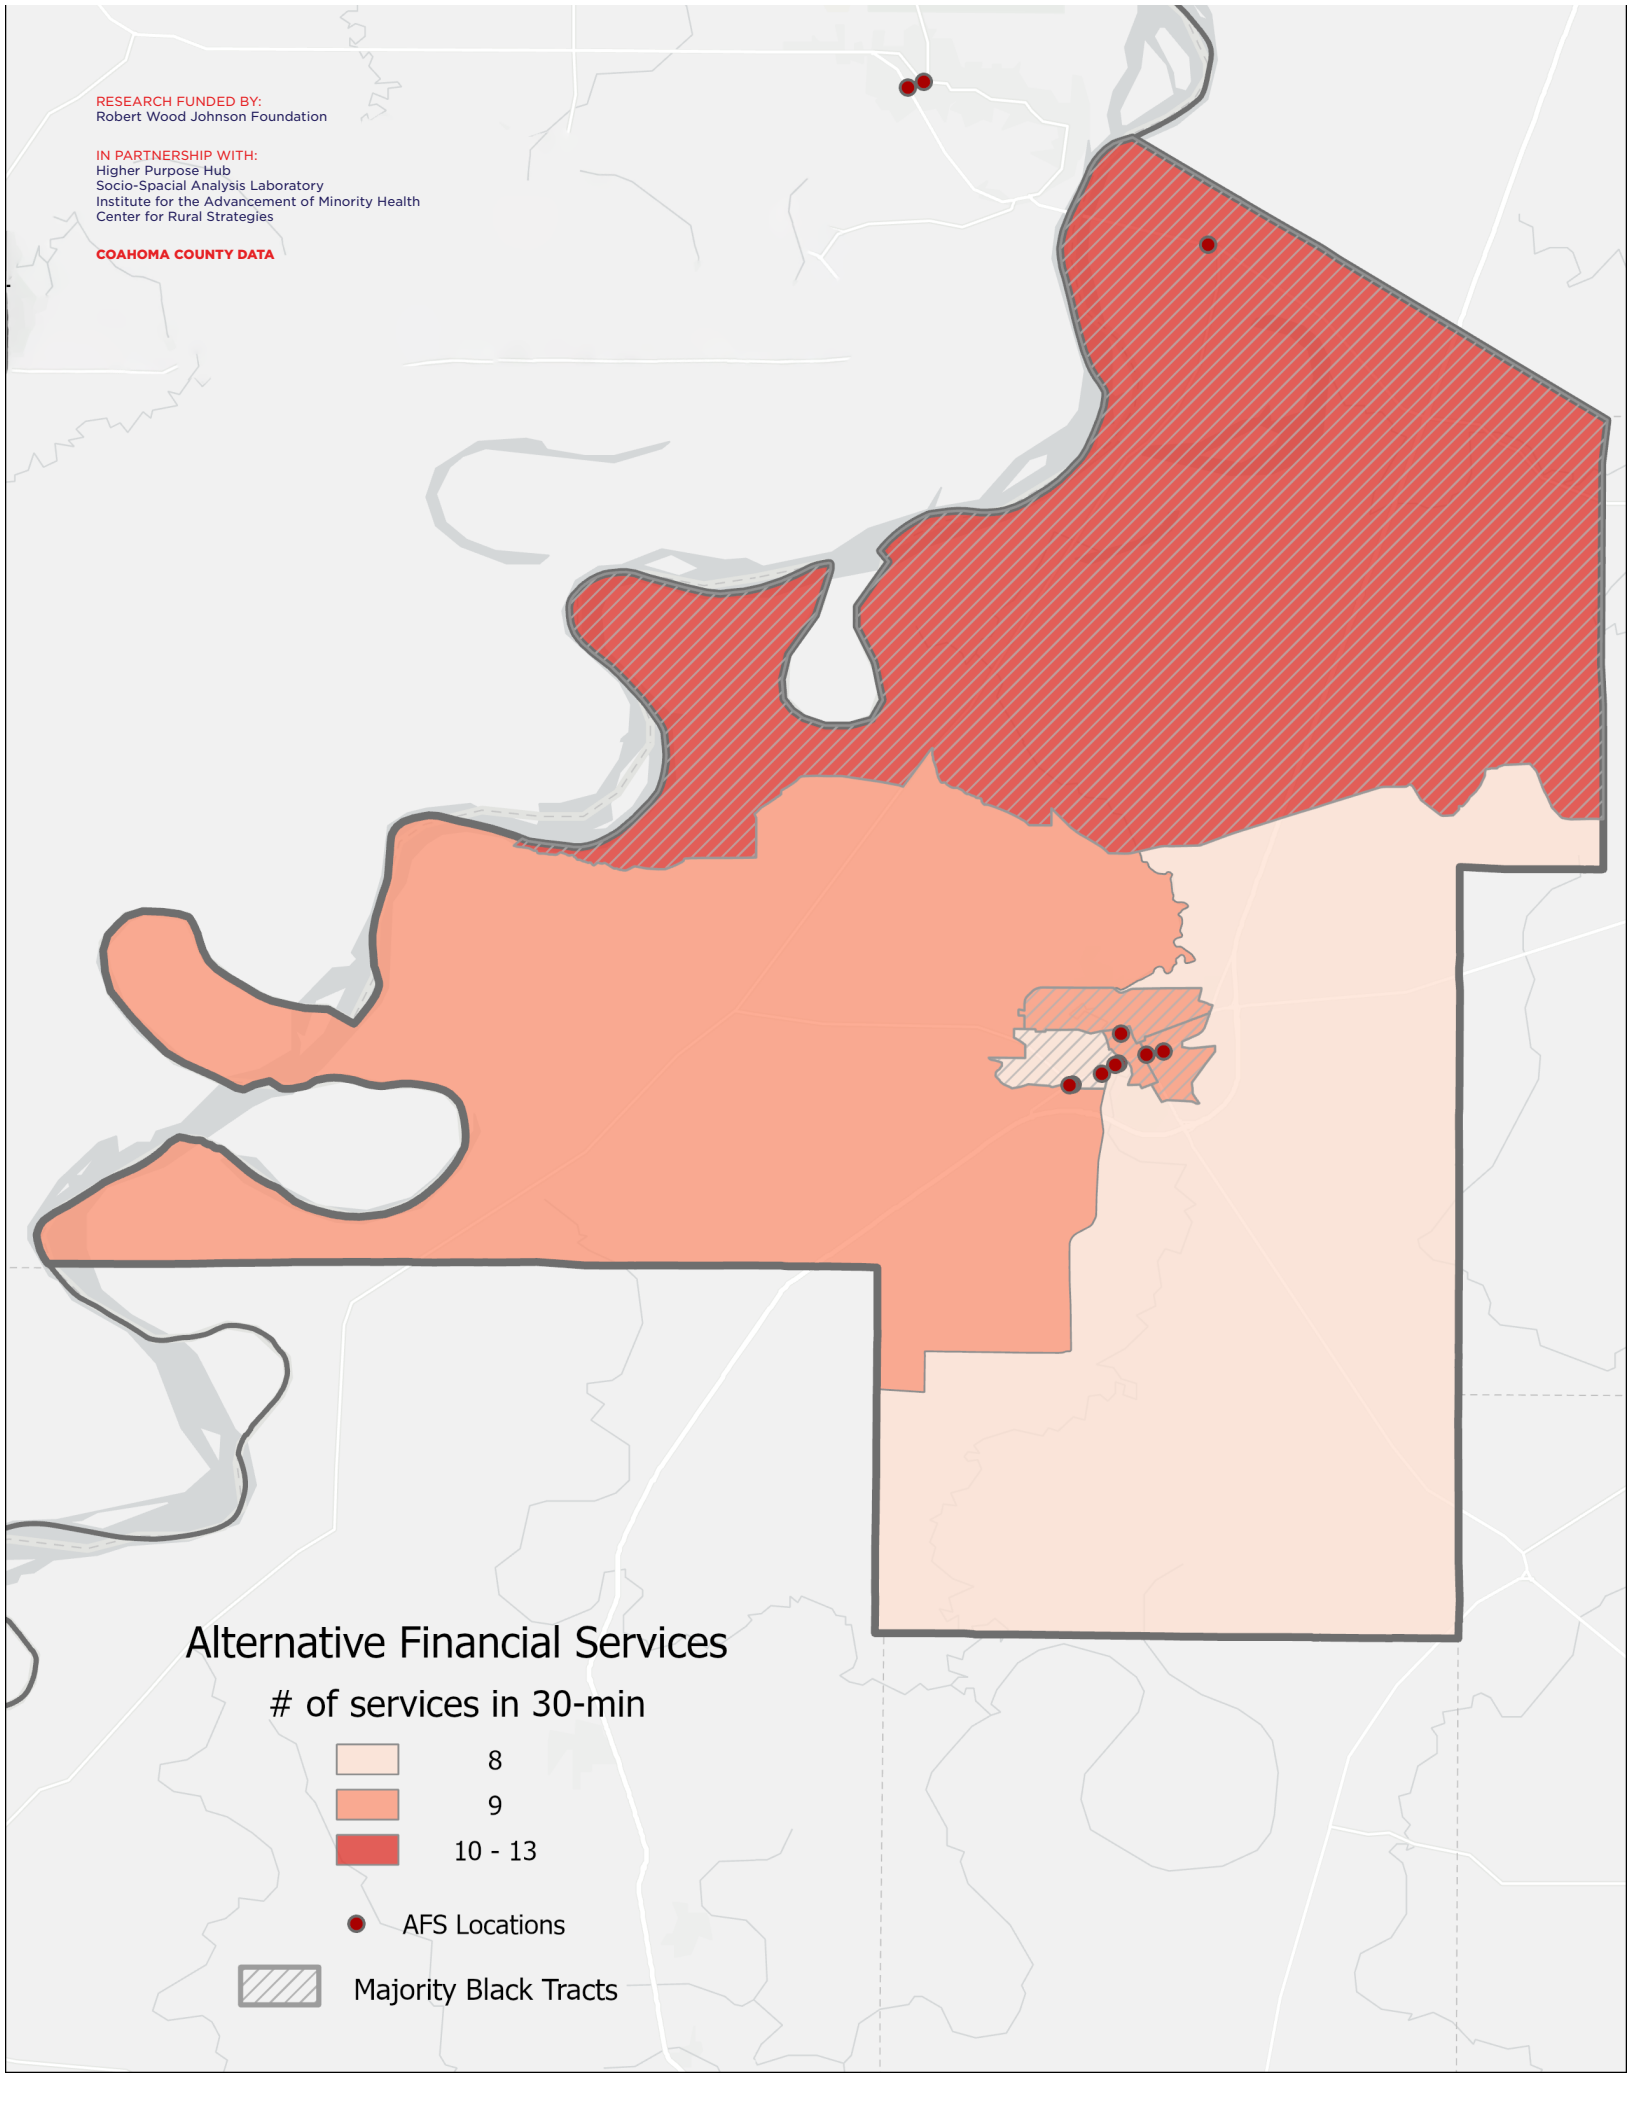 RESEARCH FUNDED BY:
Robert Wood Johnson Foundation
IN PARTNERSHIP WITH:
Higher Purpose Hub
Socio-Spacial Analysis Laboratory
Institute for the Advancement of Minority Health
Center for Rural Strategies
COAHOMA COUNTY DATA
Alternative Financial Services
# of services in 30-min
8
9
10 - 13
AFS Locations
Majority Black Tracts